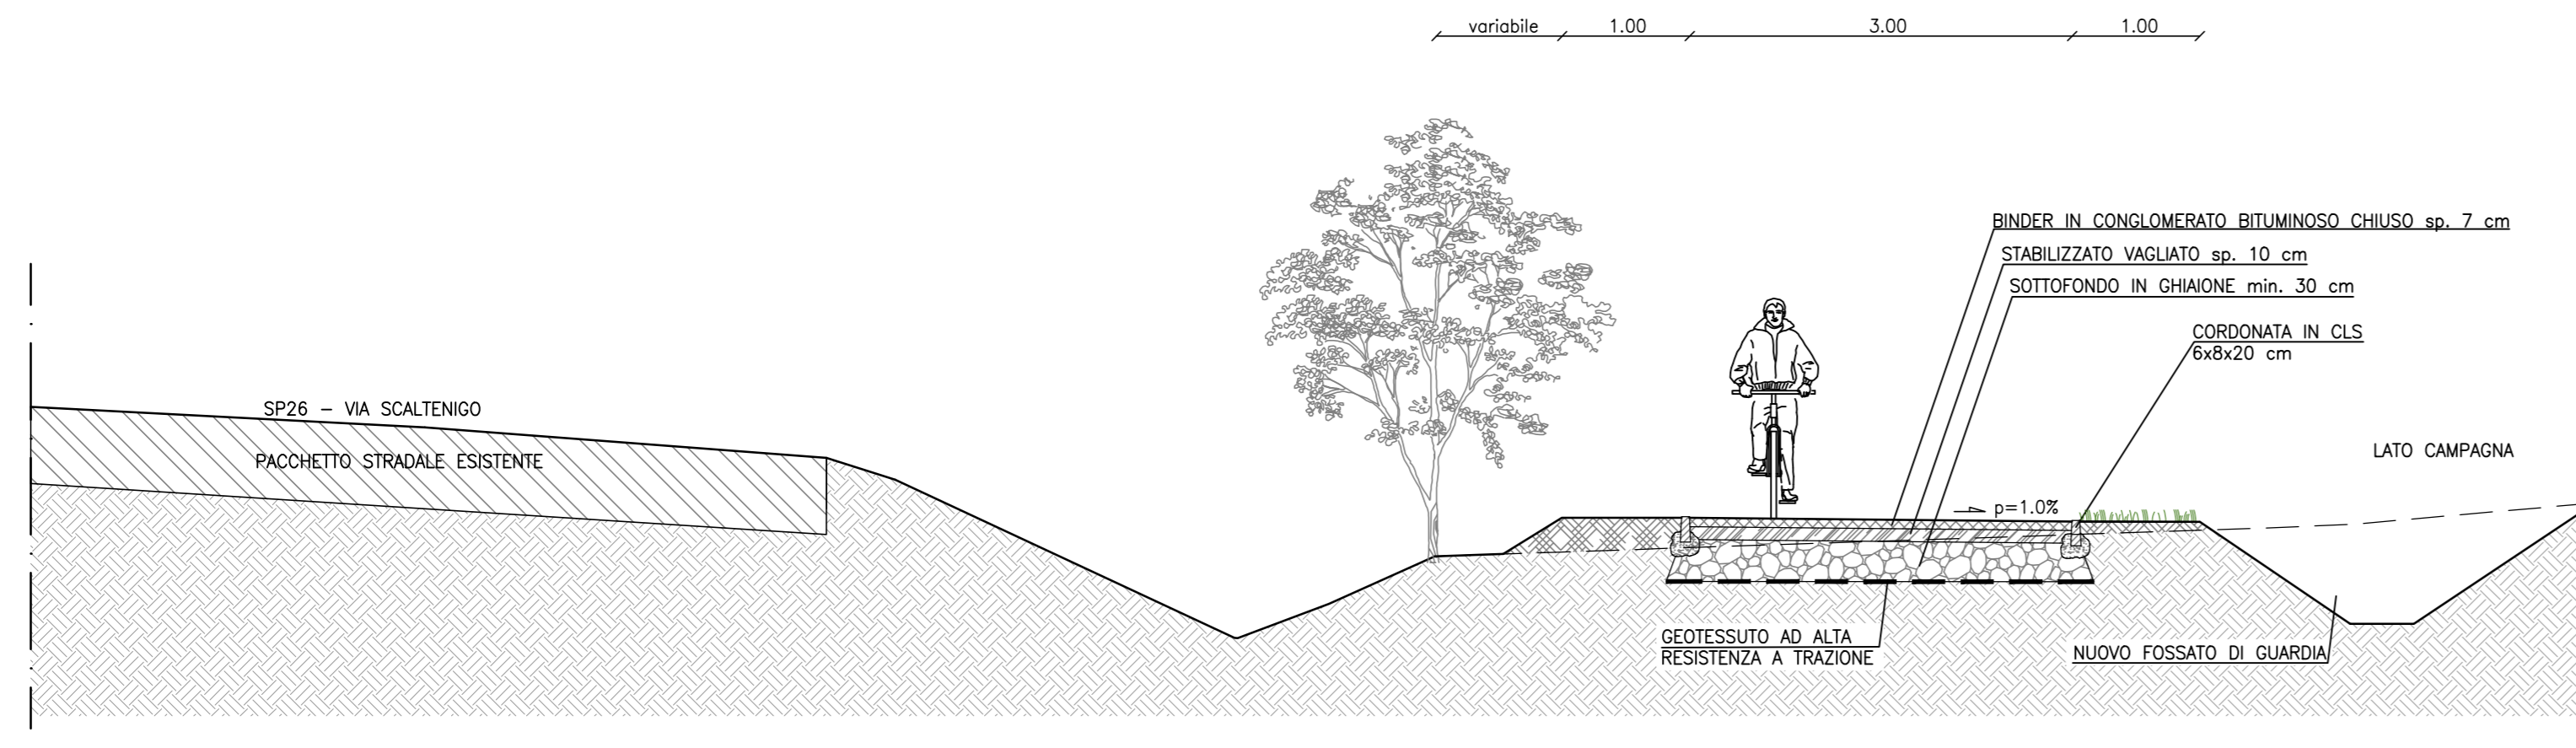 variabile 1.00 3.00 1.00
BINDER IN CONGLOMERATO BITUMINOSO CHIUSO sp. 7 cm
STABILIZZATO VAGLIATO sp. 10 cm
SOTTOFONDO IN GHIAIONE min. 30 cm
CORDONATA IN CLS
6x8x20 cm
SP26 – VIA SCALTENIGO
PACCHETTO STRADALE ESISTENTE
LATO CAMPAGNA
p=1.0%
GEOTESSUTO AD ALTA
RESISTENZA A TRAZIONE
NUOVO FOSSATO DI GUARDIA